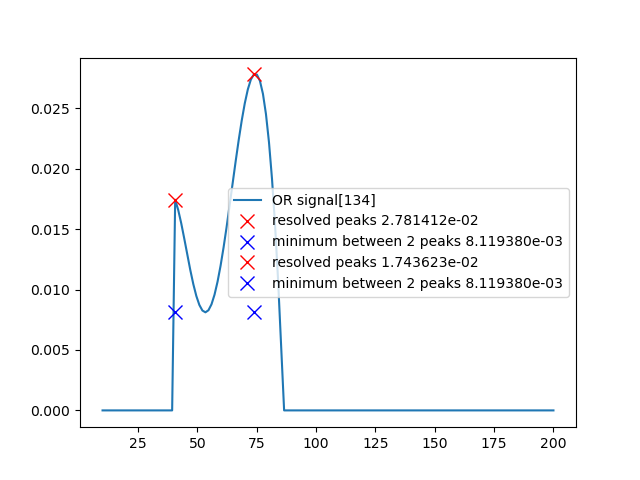 0.025
0.020
0.015
0.010
0.005
0.000
OR signal[134]
resolved peaks 2.781412e-02
minimum between 2 peaks 8.119380e-03
resolved peaks 1.743623e-02
minimum between 2 peaks 8.119380e-03
25 50 75 100 125 150 175 200